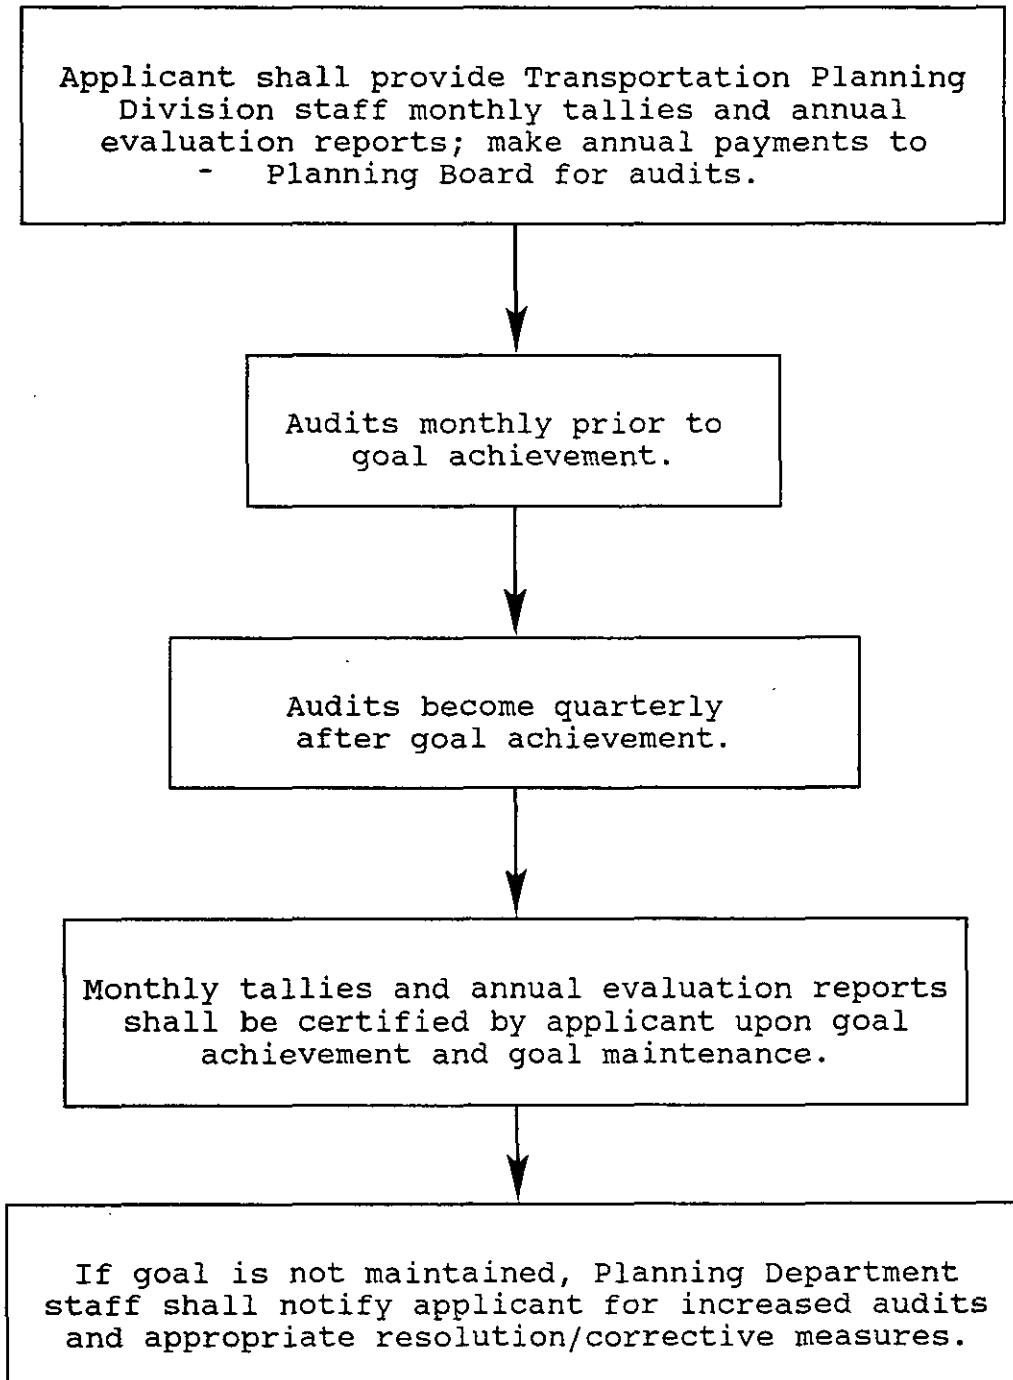 Applicant shall provide Transportation Planning
Division staff monthly tallies and annual
evaluation reports; make annual payments to
- Planning Board for audits.
Audits monthly prior to
goal achievement.
Audits become quarterly
after goal achievement.
Monthly tallies and annual evaluation reports
shall be certified by applicant upon goal
achievement and goal maintenance.
If goal is not maintained, Planning Department
staff shall notify applicant for increased audits
and appropriate resolution/corrective measures.